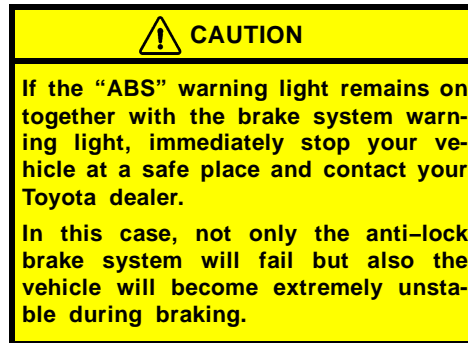 CAUTION
If the “ABS” warning light remains on
together with the brake system warn-
ing light, immediately stop your ve-
hicle at a safe place and contact your
Toyota dealer.
In this case, not only the anti–lock
brake system will fail but also the
vehicle will become extremely unsta-
ble during braking.